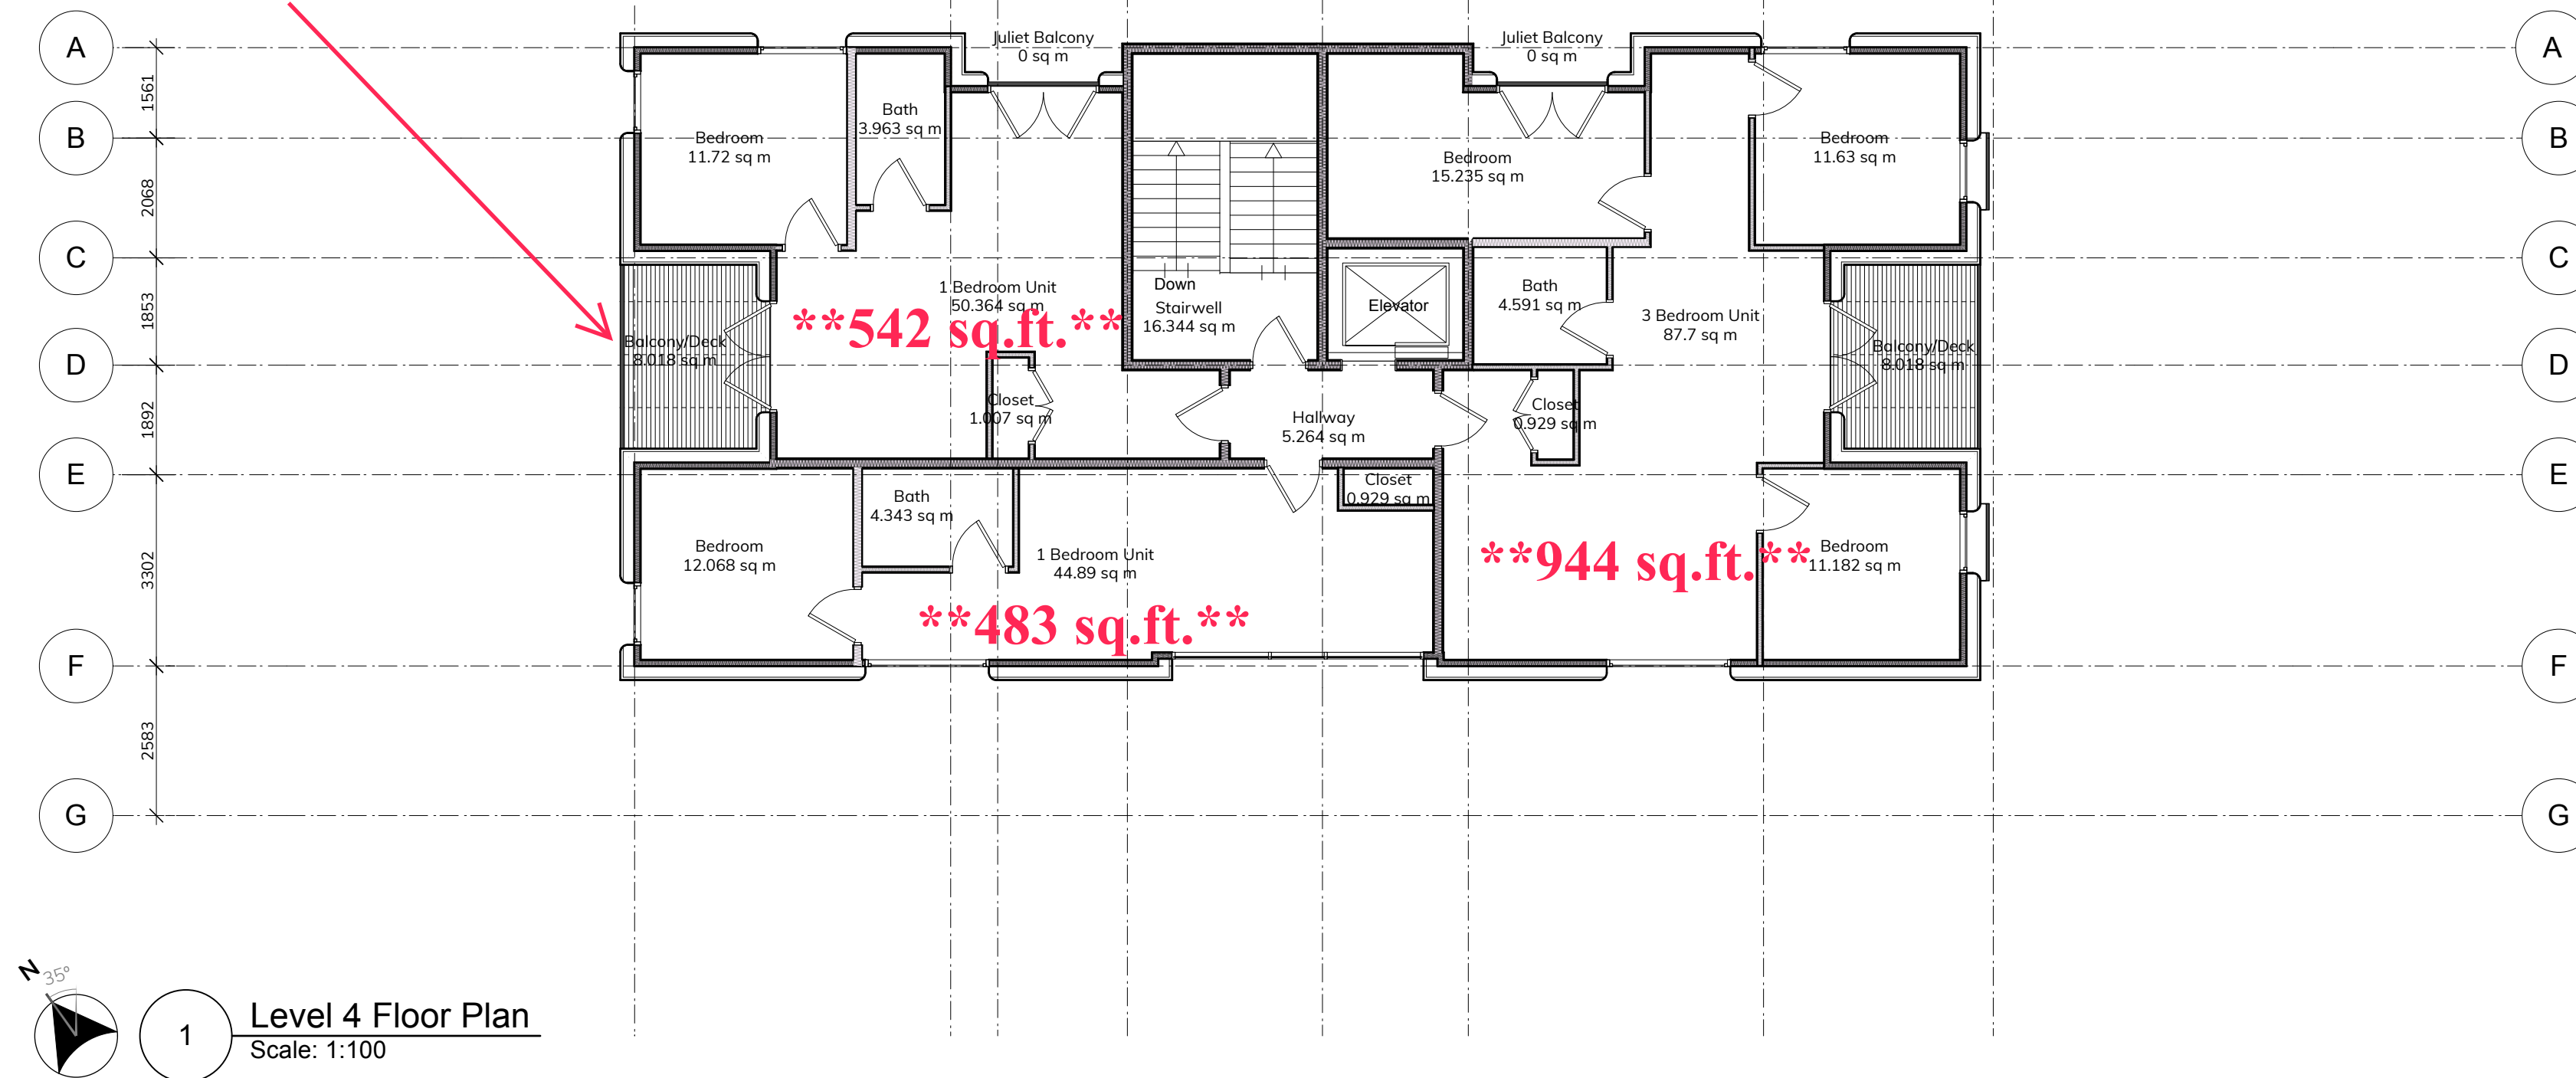 A
A
Juliet Balcony
0 sq m
Juliet Balcony
0 sq m
1561
Bath
3.963 sq m
B
B
Bedroom
11.72 sq m
Bedroom
15.235 sq m
Bedroom
11.63 sq m
2068
C
C
1 Bedroom Unit
50.364 sq m
**542 sq.ft.**
Down
Stairwell
16.344 sq m
Elevator
Bath
4.591 sq m
3 Bedroom Unit
87.7 sq m
1853
Balcony/Deck
8.018 sq m
Balcony/Deck
8.018 sq m
D
D
1892
Closet
1.007 sq m
Hallway
5.264 sq m
Closet
0.929 sq m
E
E
Bath
4.343 sq m
Closet
0.929 sq m
Bedroom
12.068 sq m
1 Bedroom Unit
44.89 sq m
**483 sq.ft.**
**944 sq.ft.**
Bedroom
11.182 sq m
3302
F
F
2583
G
G
N
35°
1
Level 4 Floor Plan
Scale: 1:100